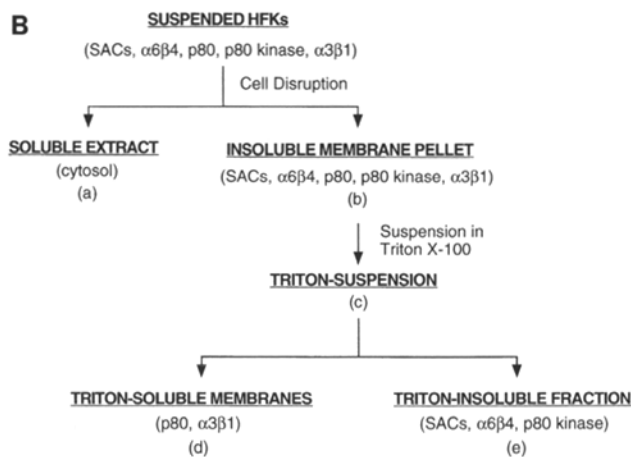 B
SUSPENDED HFKs
(SACs, α6β4, p80, p80 kinase, α3β1)
Cell Disruption
SOLUBLE EXTRACT
(cytosol)
(a)
INSOLUBLE MEMBRANE PELLET
(SACs, α6β4, p80, p80 kinase, α3β1)
(b)
Suspension in
Triton X-100
TRITON-SUSPENSION
(c)
TRITON-SOLUBLE MEMBRANES
(p80, α3β1)
(d)
TRITON-INSOLUBLE FRACTION
(SACs, α6β4, p80 kinase)
(e)